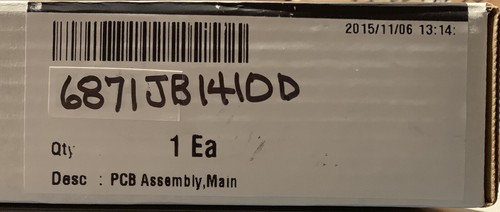 2015/11/06 13:14:
6871JB1410D
Qty 1 Ea
Desc : PCB Assembly,Main